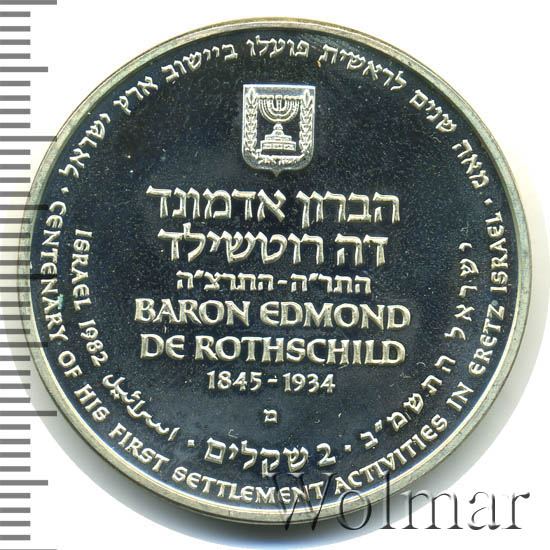 מאה שנים לראשית פועלו ביישוב ארץ ישראל
CENTENARY OF HIS FIRST SETTLEMENT ACTIVITIES IN ERETZ ISRAEL
הברון אדמונד
דה רוטשילד
התר"ה-התרצ"ה
BARON EDMOND
DE ROTHSCHILD
1845-1934
מ
ישראל התשמ"ב
2 שקלים
اسرائيل
ISRAEL 1982
Wolmar